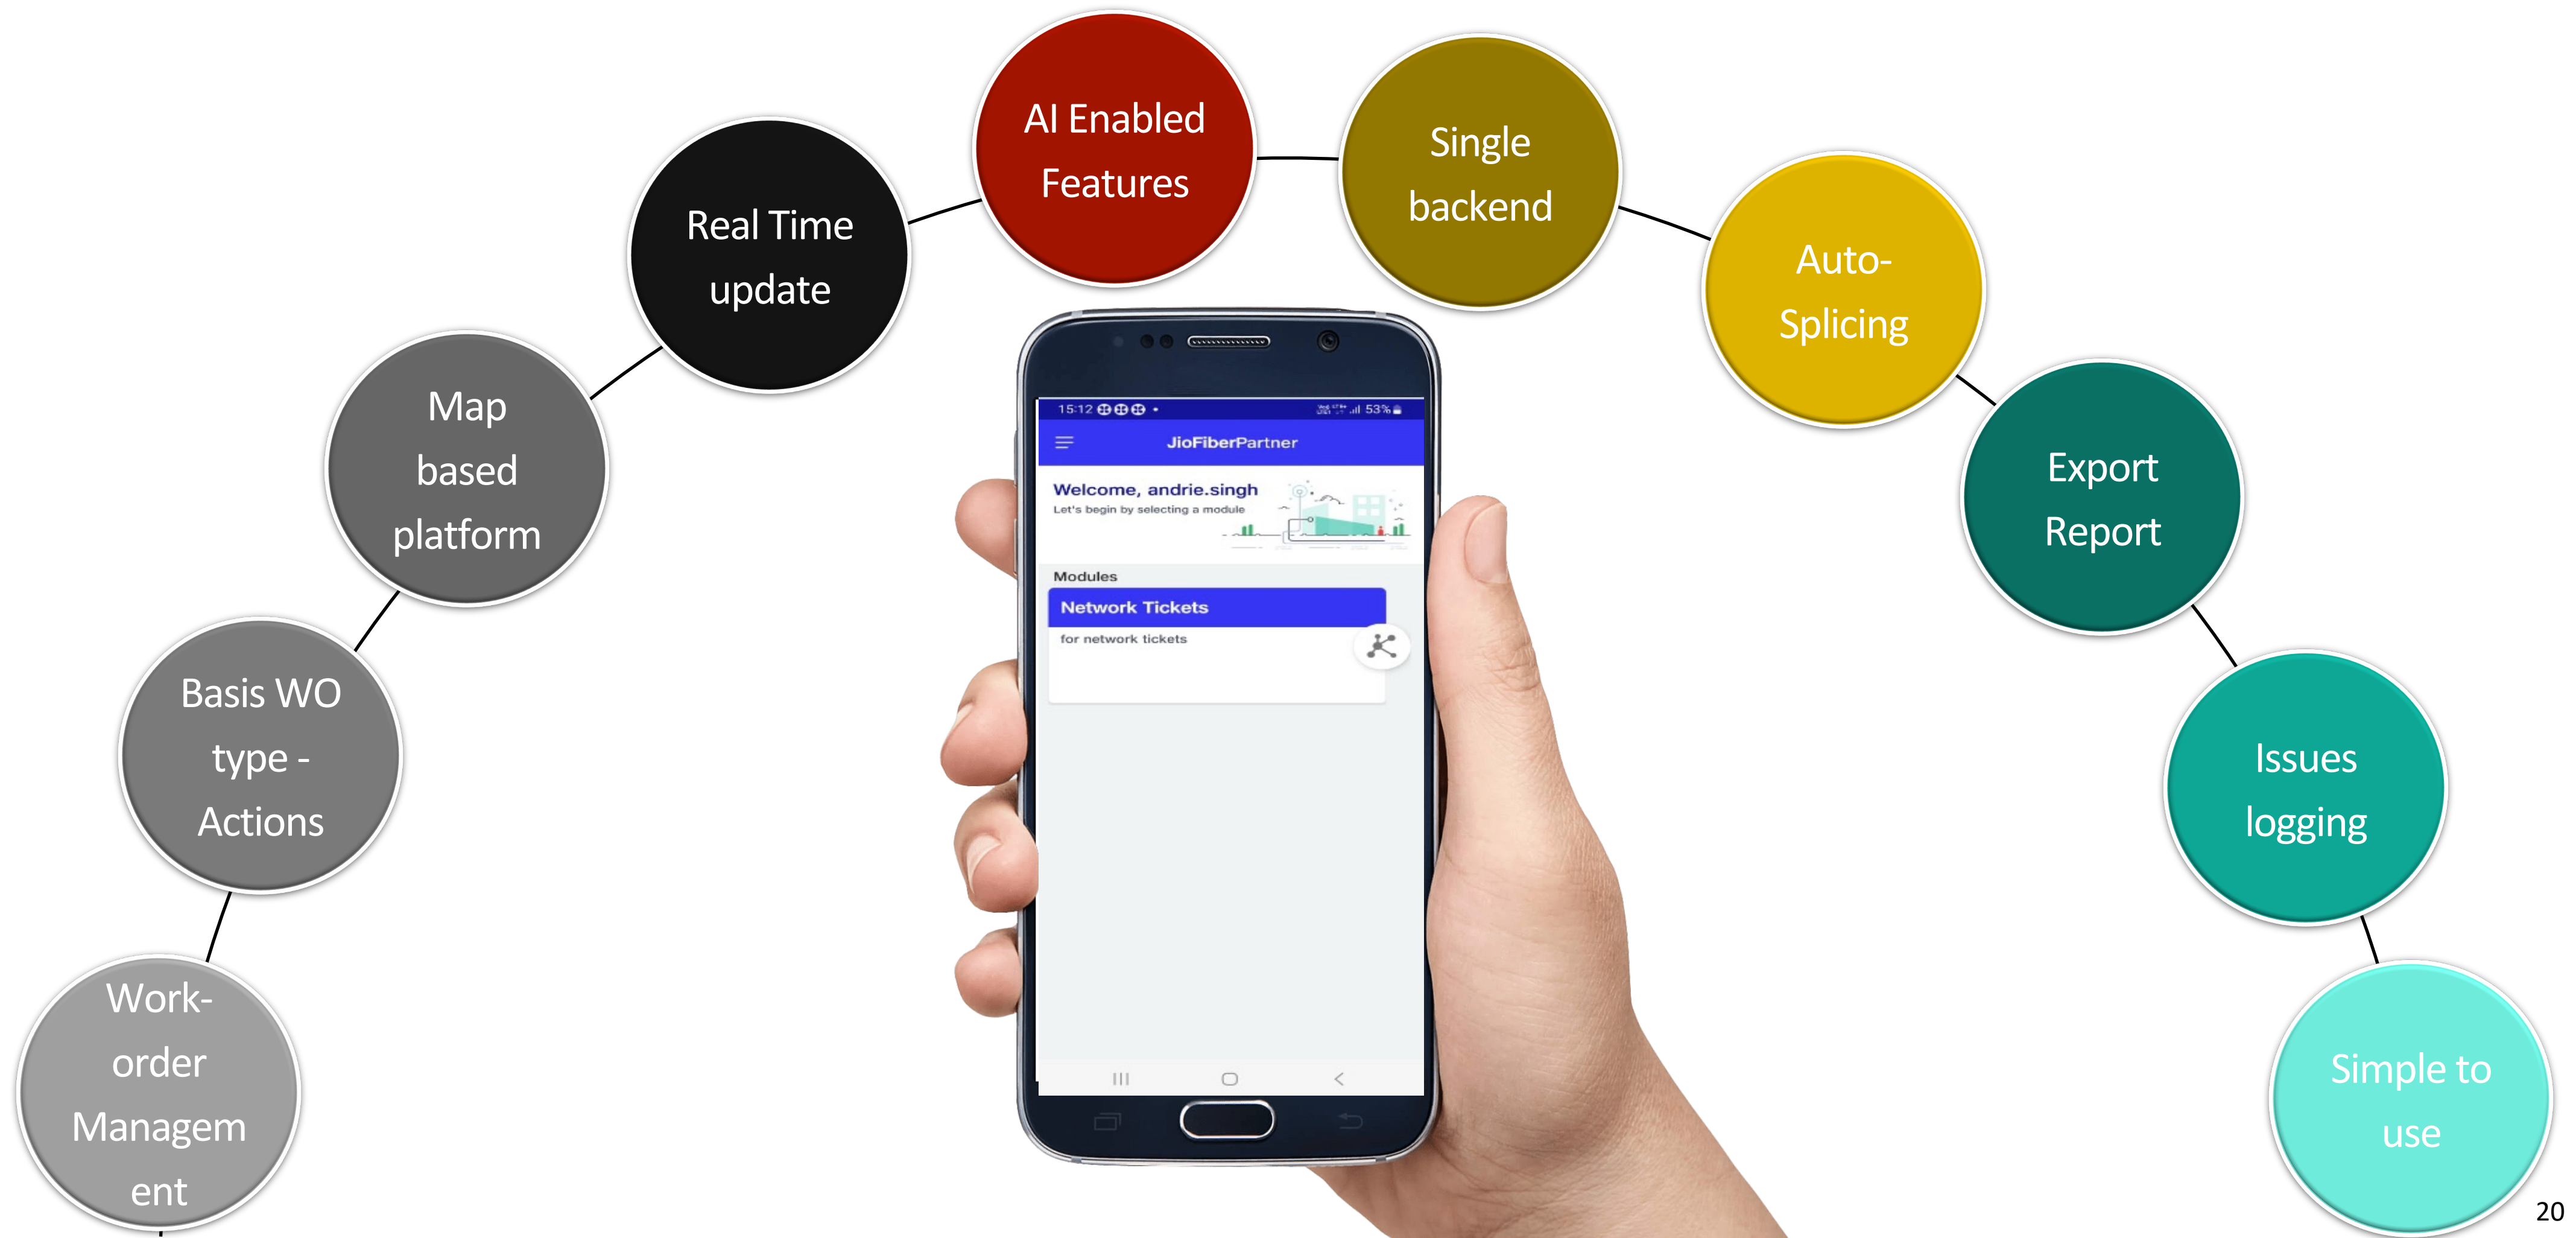 AI Enabled
Features
Single
backend
Real Time
update
Auto-
Splicing
Map
based
platform
Export
Report
Basis WO
type -
Actions
Issues
logging
Work-
order
Managem
ent
Simple to
use
15:12
53%
JioFiberPartner
Welcome, andrie.singh
Let's begin by selecting a module
Modules
Network Tickets
for network tickets
20